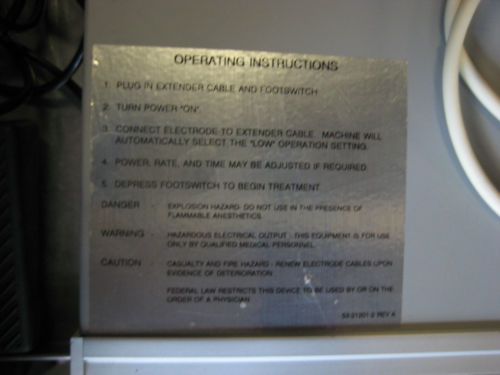 OPERATING INSTRUCTIONS
1. PLUG IN EXTENDER CABLE AND FOOTSWITCH
2. TURN POWER "ON".
3. CONNECT ELECTRODE TO EXTENDER CABLE. MACHINE WILL
AUTOMATICALLY SELECT THE "LOW" OPERATION SETTING.
4. POWER, RATE, AND TIME MAY BE ADJUSTED IF REQUIRED.
5. DEPRESS FOOTSWITCH TO BEGIN TREATMENT
DANGER - EXPLOSION HAZARD- DO NOT USE IN THE PRESENCE OF
FLAMMABLE ANESTHETICS.
WARNING - HAZARDOUS ELECTRICAL OUTPUT - THIS EQUIPMENT IS FOR USE
ONLY BY QUALIFIED MEDICAL PERSONNEL.
CAUTION - CASUALTY AND FIRE HAZARD - RENEW ELECTRODE CABLES UPON
EVIDENCE OF DETERIORATION
FEDERAL LAW RESTRICTS THIS DEVICE TO BE USED BY OR ON THE
ORDER OF A PHYSICIAN
REV A